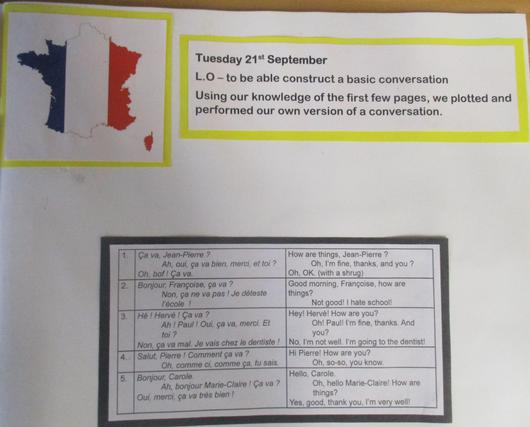 Tuesday 21st September
L.O – to be able construct a basic conversation
Using our knowledge of the first few pages, we plotted and
performed our own version of a conversation.
1. Ça va, Jean-Pierre ?
Ah, oui, ça va bien, merci, et toi ?
Oh, bof ! Ça va.
How are things, Jean-Pierre ?
Oh, I'm fine, thanks, and you ?
Oh, OK. (with a shrug)
2. Bonjour, Françoise, ça va ?
Non, ça ne va pas ! Je déteste
l'école !
Good morning, Françoise, how are
things?
Not good! I hate school!
3. Hé ! Hervé ! Ça va ?
Ah ! Paul ! Oui, ça va, merci. Et
toi ?
Non, ça va mal. Je vais chez le dentiste !
Hey! Hervé! How are you?
Oh! Paul! I'm fine, thanks. And
you?
No, I'm not well. I'm going to the dentist!
4. Salut, Pierre ! Comment ça va ?
Oh, comme ci, comme ça, tu sais.
Hi Pierre! How are you?
Oh, so-so, you know.
5. Bonjour, Carole.
Ah, bonjour Marie-Claire ! Ça va ?
Oui, merci, ça va très bien !
Hello, Carole.
Oh, hello Marie-Claire! How are
things?
Yes, good, thank you, I'm very well!